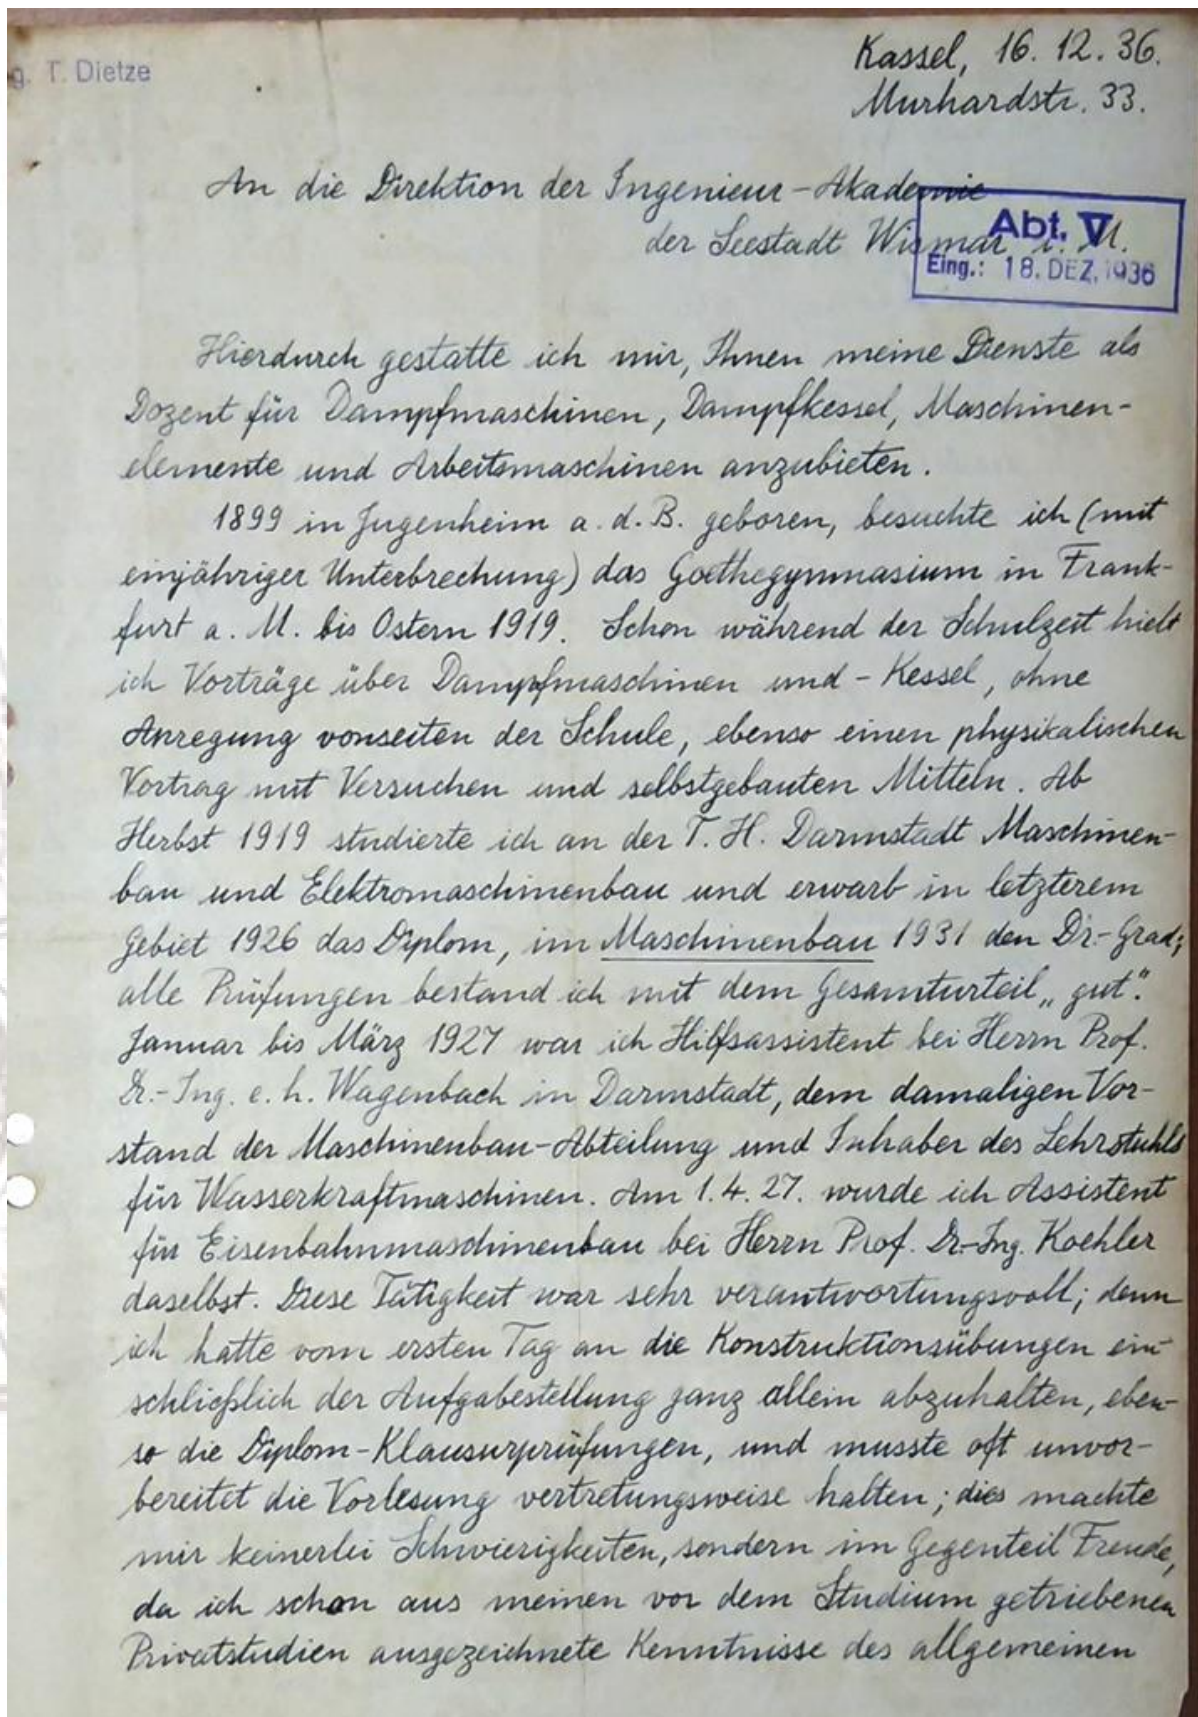 g. T. Dietze
Kassel, 16. 12. 36.
Murhardstr. 33.
An die Direktion der Ingenieur-Akademie
der Seestadt Wismar i. M.
Abt. V
Eing.: 18. DEZ. 1936
Hierdurch gestatte ich mir, Ihnen meine Dienste als
Dozent für Dampfmaschinen, Dampfkessel, Maschinen-
elemente und Arbeitsmaschinen anzubieten.
1899 in Jugenheim a. d. B. geboren, besuchte ich (mit
einjähriger Unterbrechung) das Goethegymnasium in Frank-
furt a. M. bis Ostern 1919. Schon während der Schulzeit hielt
ich Vorträge über Dampfmaschinen und -Kessel, ohne
Anregung vonseiten der Schule, ebenso einen physikalischen
Vortrag mit Versuchen und selbstgebauten Mitteln. Ab
Herbst 1919 studierte ich an der T. H. Darmstadt Maschinen-
bau und Elektromaschinenbau und erwarb in letzterem
Gebiet 1926 das Diplom, im Maschinenbau 1931 den Dr.-Grad;
alle Prüfungen bestand ich mit dem Gesamturteil „gut".
Januar bis März 1927 war ich Hilfsassistent bei Herrn Prof.
Dr.-Ing. e. h. Wagenbach in Darmstadt, dem damaligen Vor-
stand der Maschinenbau-Abteilung und Inhaber des Lehrstuhls
für Wasserkraftmaschinen. Am 1. 4. 27. wurde ich Assistent
für Eisenbahnmaschinenbau bei Herrn Prof. Dr.-Ing. Koehler
daselbst. Diese Tätigkeit war sehr verantwortungsvoll; denn
ich hatte vom ersten Tag an die Konstruktionsübungen ein-
schließlich der Aufgabestellung ganz allein abzuhalten, eben-
so die Diplom-Klausurprüfungen, und musste oft unvor-
bereitet die Vorlesung vertretungsweise halten; dies machte
mir keinerlei Schwierigkeiten, sondern im Gegenteil Freude,
da ich schon aus meinen vor dem Studium getriebenen
Privatstudien ausgezeichnete Kenntnisse des allgemeinen